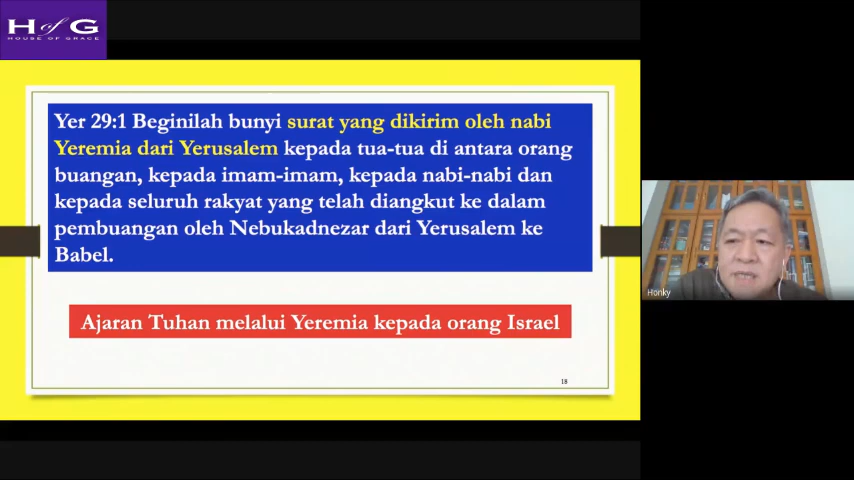 H of G
HOUSE OF GRACE
Yer 29:1 Beginilah bunyi surat yang dikirim oleh nabi
Yeremia dari Yerusalem kepada tua-tua di antara orang
buangan, kepada imam-imam, kepada nabi-nabi dan
kepada seluruh rakyat yang telah diangkut ke dalam
pembuangan oleh Nebukadnezar dari Yerusalem ke
Babel.
Ajaran Tuhan melalui Yeremia kepada orang Israel
18
Honky